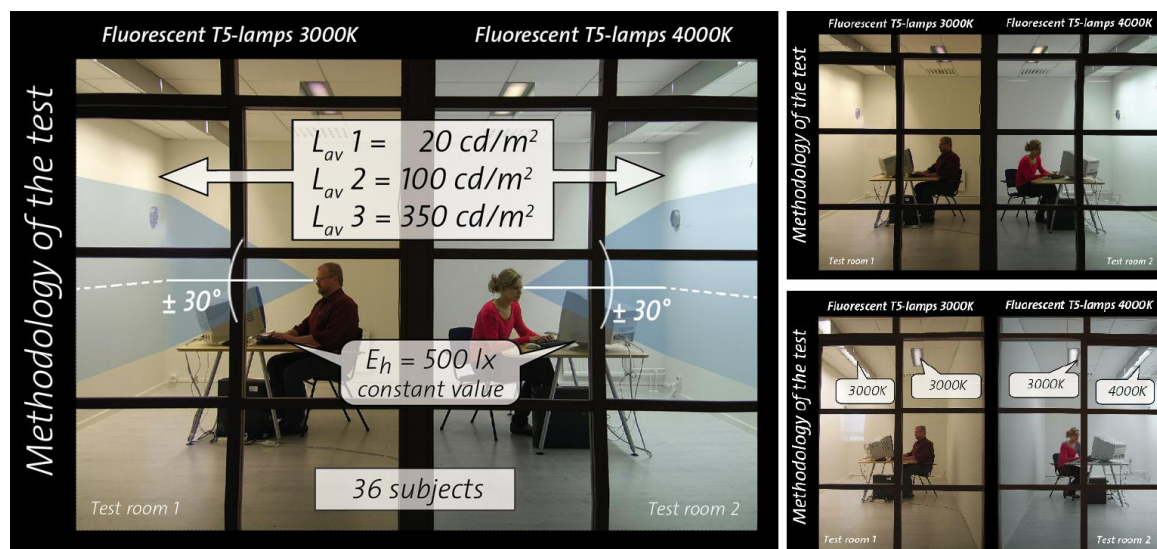 Fluorescent T5-lamps 3000K
Fluorescent T5-lamps 4000K
Methodology of the test
Lav 1 = 20 cd/m²
Lav 2 = 100 cd/m²
Lav 3 = 350 cd/m²
± 30°
± 30°
Eh = 500 lx
constant value
36 subjects
Test room 1
Test room 2
Fluorescent T5-lamps 3000K
Fluorescent T5-lamps 4000K
Methodology of the test
Test room 1
Test room 2
Fluorescent T5-lamps 3000K
Fluorescent T5-lamps 4000K
Methodology of the test
3000K
3000K
3000K
4000K
Test room 1
Test room 2